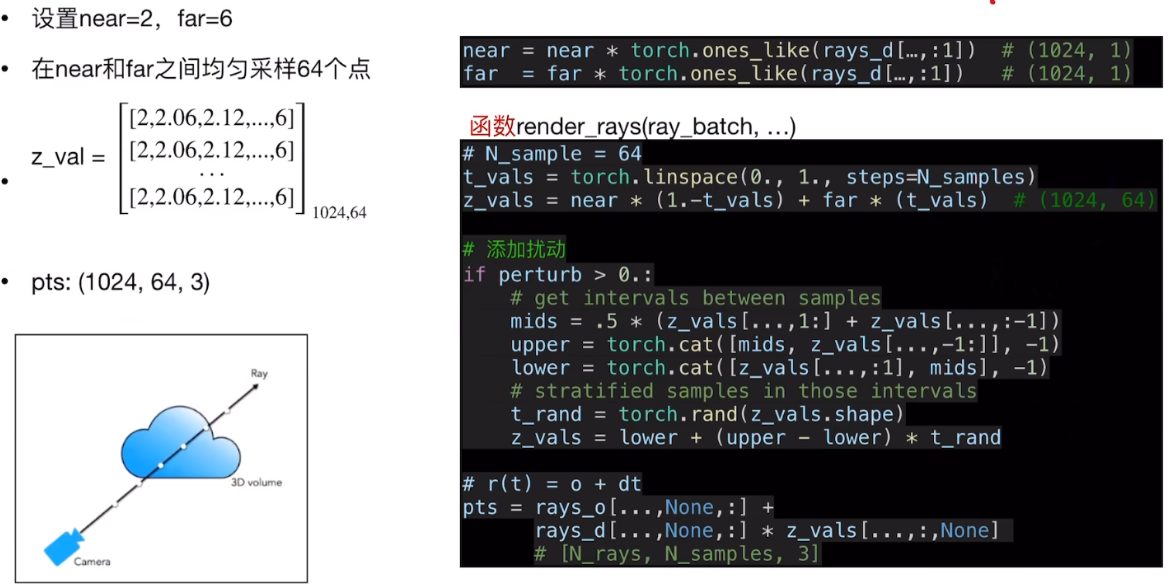 • 设置near=2，far=6
• 在near和far之间均匀采样64个点
• z_val = [2,2.06,2.12,...,6]
[2,2.06,2.12,...,6]
...
[2,2.06,2.12,...,6] 1024,64
• pts: (1024, 64, 3)
Ray
3D volume
Camera
near = near * torch.ones_like(rays_d[…,:1]) # (1024, 1)
far = far * torch.ones_like(rays_d[…,:1]) # (1024, 1)
函数render_rays(ray_batch, …)
# N_sample = 64
t_vals = torch.linspace(0., 1., steps=N_samples)
z_vals = near * (1.-t_vals) + far * (t_vals) # (1024, 64)
# 添加扰动
if perturb > 0.:
# get intervals between samples
mids = .5 * (z_vals[...,1:] + z_vals[...,:-1])
upper = torch.cat([mids, z_vals[...,-1:]], -1)
lower = torch.cat([z_vals[...,:1], mids], -1)
# stratified samples in those intervals
t_rand = torch.rand(z_vals.shape)
z_vals = lower + (upper - lower) * t_rand
# r(t) = o + dt
pts = rays_o[...,None,:] +
rays_d[...,None,:] * z_vals[...,:,None]
# [N_rays, N_samples, 3]